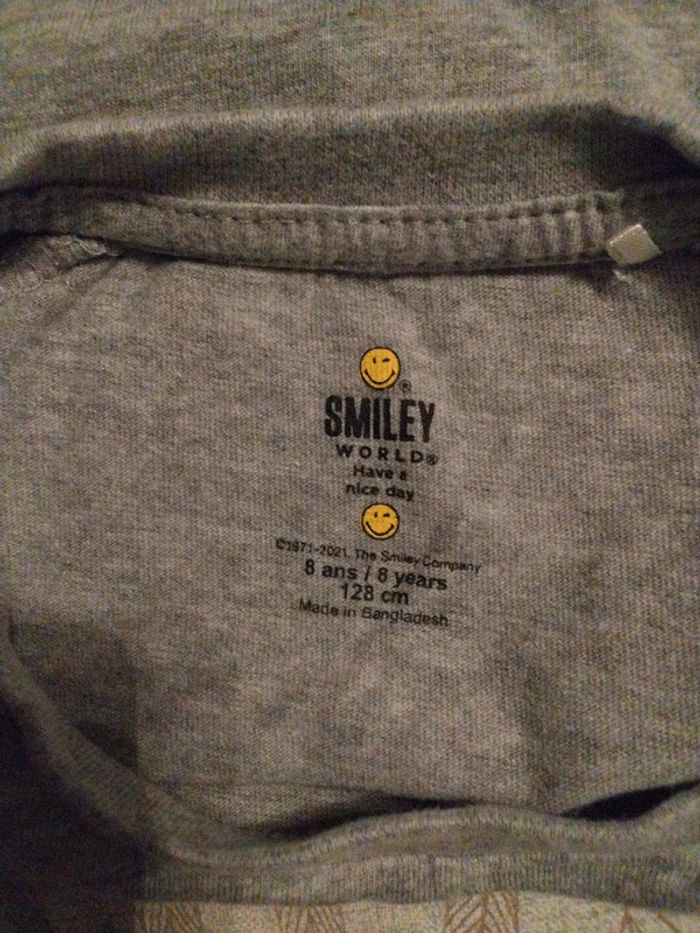 ®
SMILEY
WORLD®
Have a
nice day
©1971-2021. The Smiley Company
8 ans / 8 years
128 cm
Made in Bangladesh